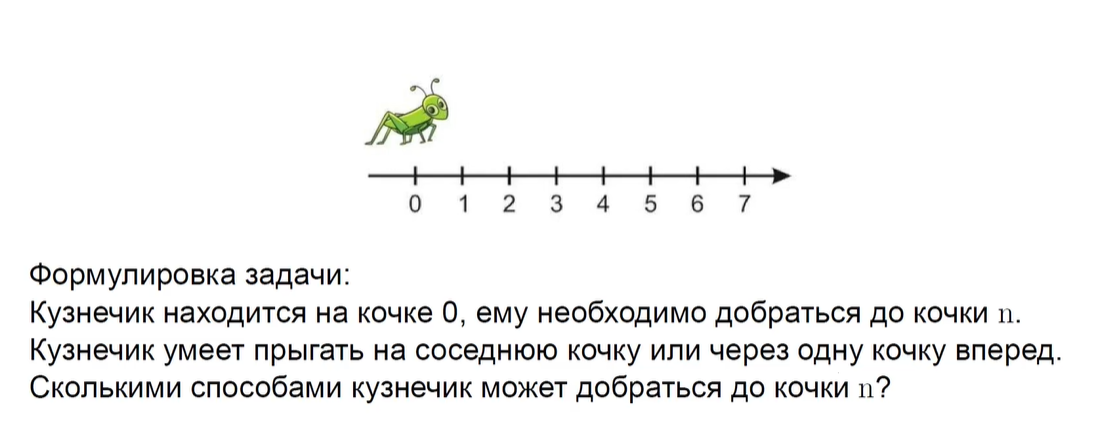 0 1 2 3 4 5 6 7
Формулировка задачи:
Кузнечик находится на кочке 0, ему необходимо добраться до кочки n.
Кузнечик умеет прыгать на соседнюю кочку или через одну кочку вперед.
Сколькими способами кузнечик может добраться до кочки n?